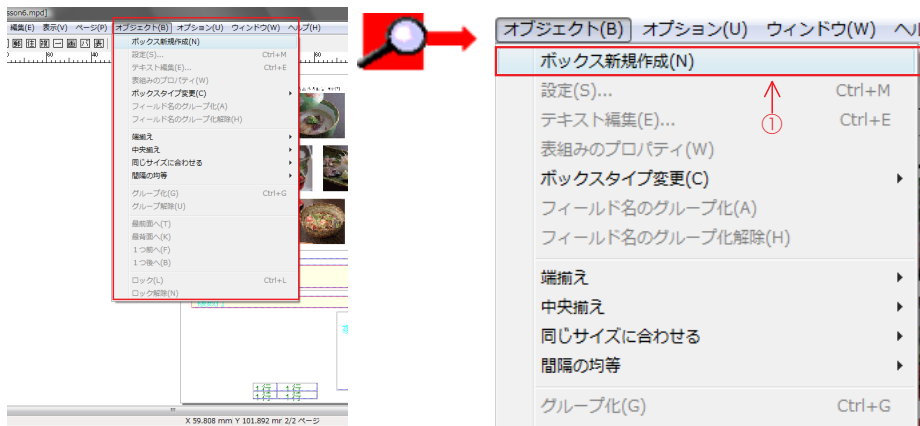 sson6.mpd]
編集(E) 表示(V) ページ(P) オブジェクト(B) オプション(U) ウィンドウ(W) ヘルプ(H)
ボックス新規作成(N)
設定(S)... Ctrl+M
テキスト編集(E)... Ctrl+E
表組みのプロパティ(W)
ボックスタイプ変更(C)
フィールド名のグループ化(A)
フィールド名のグループ化解除(H)
端揃え
中央揃え
同じサイズに合わせる
間隔の均等
グループ化(G) Ctrl+G
グループ解除(U)
最前面へ(T)
最背面へ(K)
1つ前へ(F)
1つ後へ(B)
ロック(L) Ctrl+L
ロック解除(N)
1行 1行
1行 1行
X 59.808 mm Y 101.892 mr 2/2 ページ
オブジェクト(B) オプション(U) ウィンドウ(W) ヘル
ボックス新規作成(N)
設定(S)... Ctrl+M
①
テキスト編集(E)... Ctrl+E
表組みのプロパティ(W)
ボックスタイプ変更(C)
フィールド名のグループ化(A)
フィールド名のグループ化解除(H)
端揃え
中央揃え
同じサイズに合わせる
間隔の均等
グループ化(G) Ctrl+G